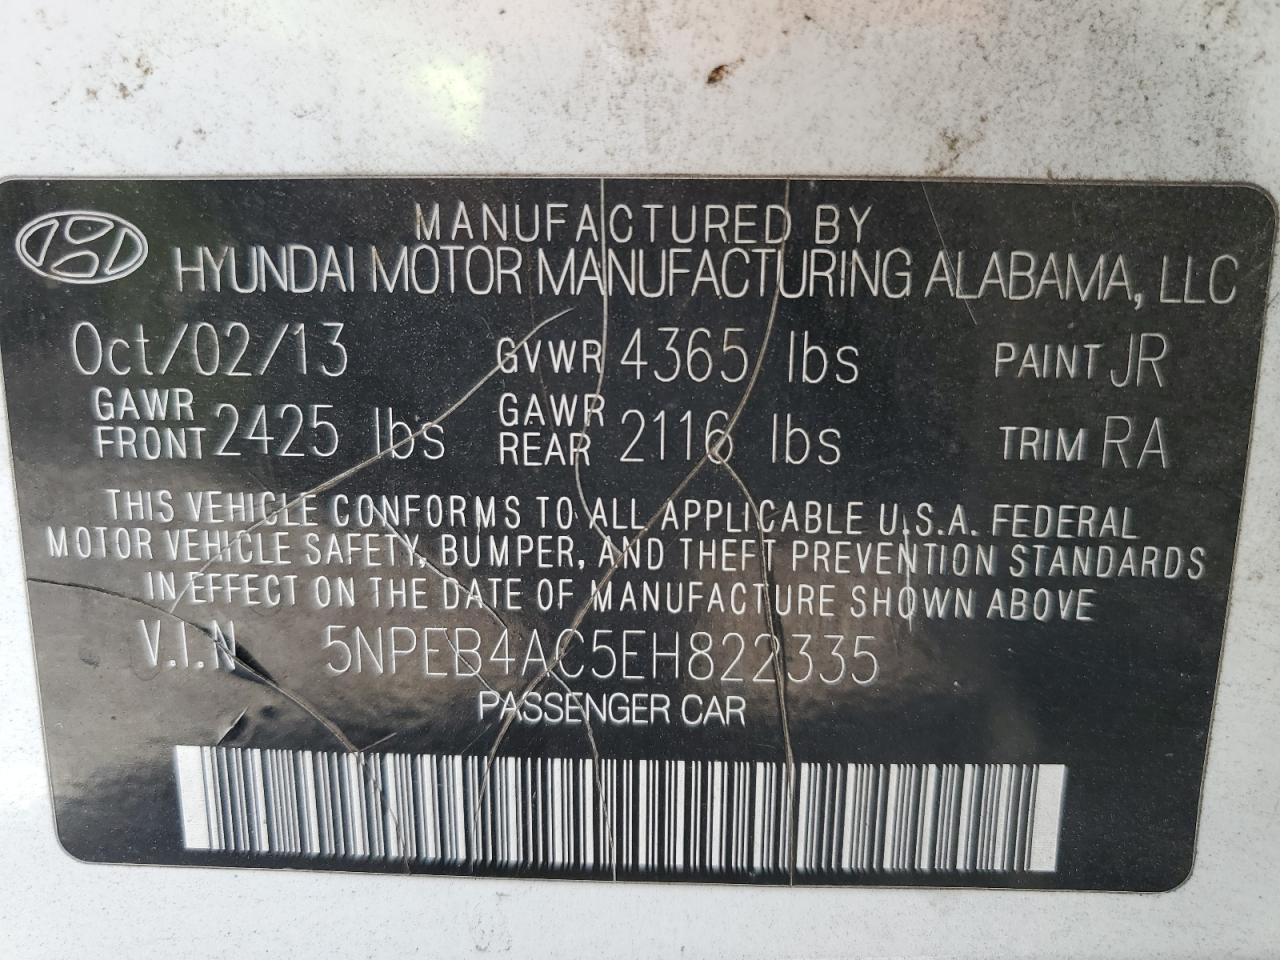 MANUFACTURED BY
HYUNDAI MOTOR MANUFACTURING ALABAMA, LLC
Oct/02/13 GVWR 4365 lbs PAINT JR
GAWR FRONT 2425 lbs GAWR REAR 2116 lbs TRIM RA
THIS VEHICLE CONFORMS TO ALL APPLICABLE U.S.A. FEDERAL
MOTOR VEHICLE SAFETY, BUMPER, AND THEFT PREVENTION STANDARDS
IN EFFECT ON THE DATE OF MANUFACTURE SHOWN ABOVE
V.I.N 5NPEB4AC5EH822335
PASSENGER CAR